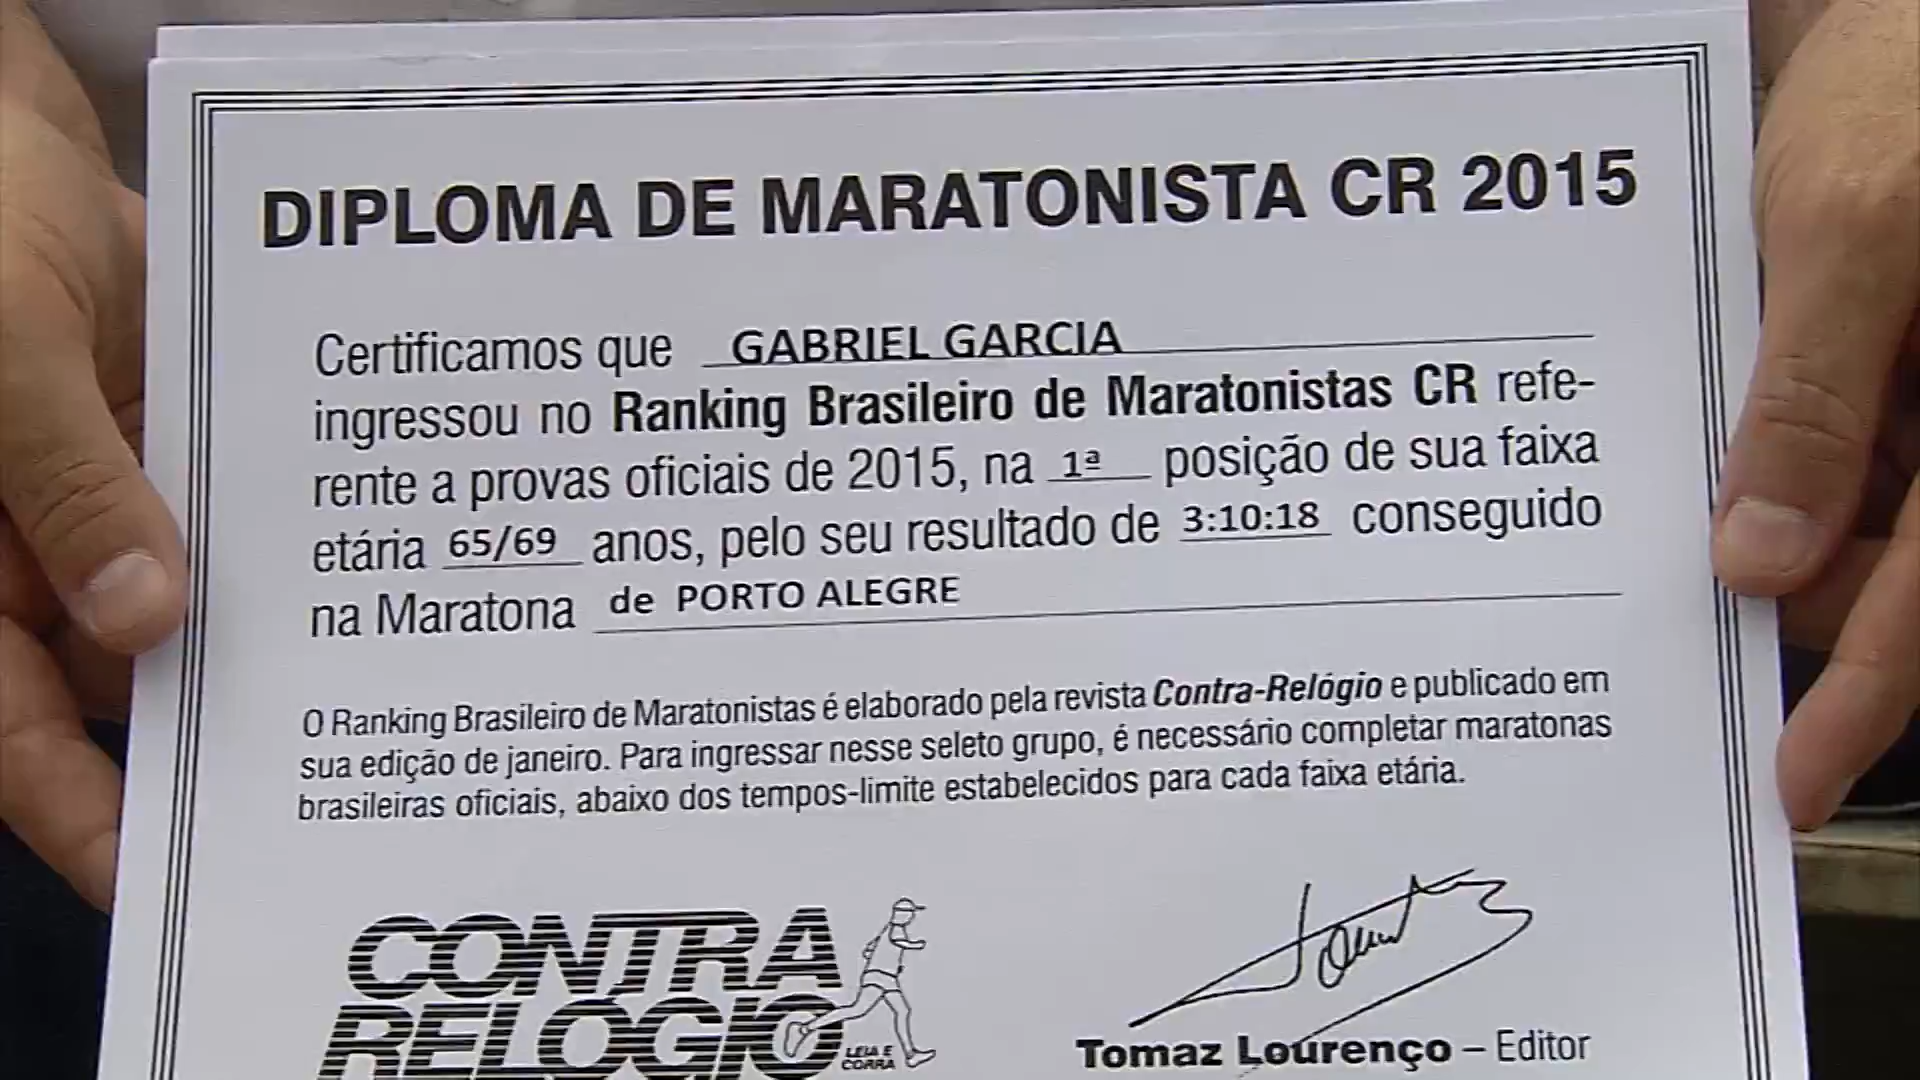 DIPLOMA DE MARATONISTA CR 2015
Certificamos que GABRIEL GARCIA
ingressou no Ranking Brasileiro de Maratonistas CR refe-
rente a provas oficiais de 2015, na 1ª posição de sua faixa
etária 65/69 anos, pelo seu resultado de 3:10:18 conseguido
na Maratona de PORTO ALEGRE
O Ranking Brasileiro de Maratonistas é elaborado pela revista Contra-Relógio e publicado em
sua edição de janeiro. Para ingressar nesse seleto grupo, é necessário completar maratonas
brasileiras oficiais, abaixo dos tempos-limite estabelecidos para cada faixa etária.
CONTRA
RELÓGIO
LEIA E
CORRA
Tomaz Lourenço – Editor